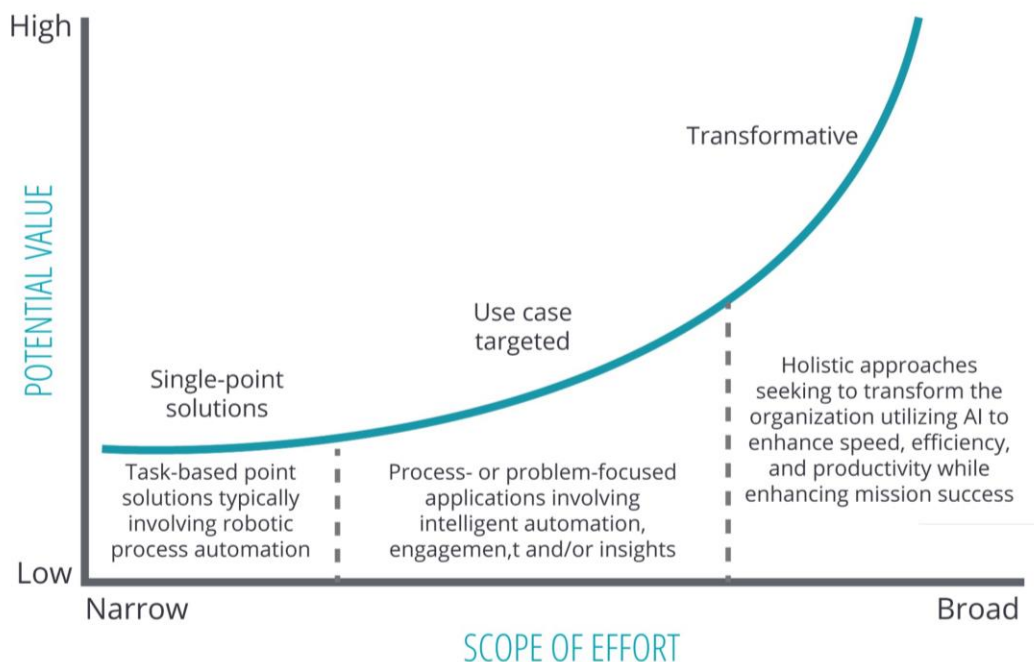 High
POTENTIAL VALUE
Transformative
Use case
targeted
Single-point
solutions
Task-based point
solutions typically
involving robotic
process automation
Process- or problem-focused
applications involving
intelligent automation,
engagemen,t and/or insights
Holistic approaches
seeking to transform the
organization utilizing AI to
enhance speed, efficiency,
and productivity while
enhancing mission success
Low
Narrow
Broad
SCOPE OF EFFORT